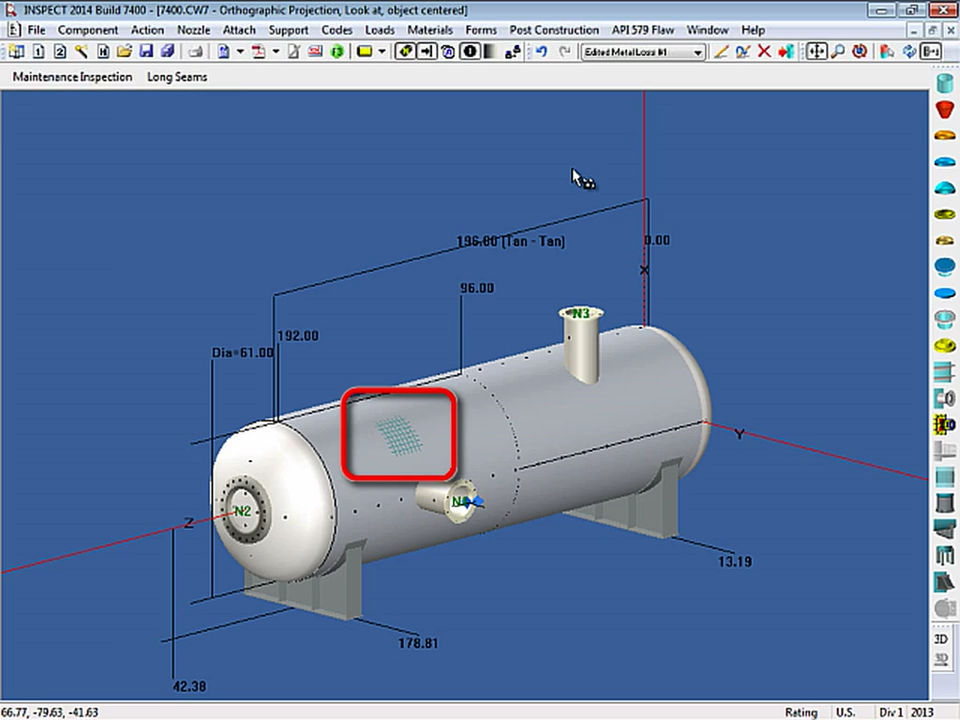 INSPECT 2014 Build 7400 - [7400.CW7 - Orthographic Projection, Look at, object centered]
File Component Action Nozzle Attach Support Codes Loads Materials Forms Post Construction API 579 Flaw Window Help
Edited MetalLoss #1
Maintenance Inspection Long Seams
196.00 (Tan - Tan)
0.00
X
96.00
N3
192.00
Dia=61.00
Y
N2
Z
13.19
178.81
42.38
3D
3D
66.77, -79.63, -41.63 Rating U.S. Div 1 2013